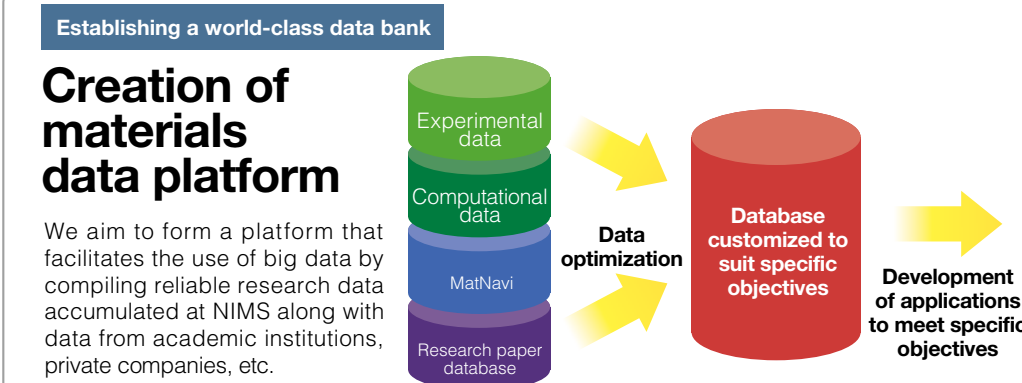 Establishing a world-class data bank
Creation of
materials
data platform
We aim to form a platform that
facilitates the use of big data by
compiling reliable research data
accumulated at NIMS along with
data from academic institutions,
private companies, etc.
Experimental
data
Computational
data
MatNavi
Research paper
database
Data
optimization
Database
customized to
suit specific
objectives
Development
of applications
to meet specific
objectives